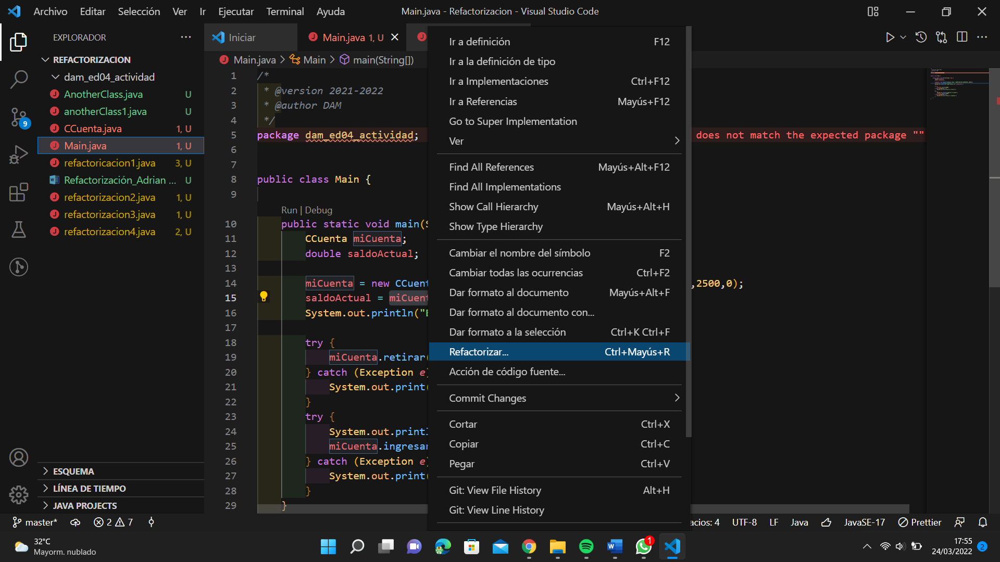 Archivo Editar Selección Ver Ir Ejecutar Terminal Ayuda
Main.java - Refactorizacion - Visual Studio Code
EXPLORADOR
REFACTORIZACION
dam_ed04_actividad
AnotherClass.java U
anotherClass1.java U
CCuenta.java 1, U
Main.java 1, U
refactoricacion1.java 3, U
Refactorización_Adrian ... U
refactorizacion2.java 1, U
refactorizacion3.java 1, U
refactorizacion4.java 2, U
ESQUEMA
LÍNEA DE TIEMPO
JAVA PROJECTS
9
Iniciar
Main.java 1, U
Main.java > Main > main(String[])
1 /*
2 * @version 2021-2022
3 * @author DAM
4 */
5 package dam_ed04_actividad; does not match the expected package ""
6
7
8 public class Main {
9
Run | Debug
10 public static void main(
11 CCuenta miCuenta;
12 double saldoActual;
13
14 miCuenta = new CCuent ,2500,0);
15 saldoActual = miCuent
16 System.out.println("
17
18 try {
19 miCuenta.retirar(
20 } catch (Exception e)
21 System.out.print(
22 }
23 try {
24 System.out.printl
25 miCuenta.ingresar
26 } catch (Exception e)
27 System.out.print(
28 }
29 }
Ir a definición F12
Ir a la definición de tipo
Ir a Implementaciones Ctrl+F12
Ir a Referencias Mayús+F12
Go to Super Implementation
Ver
Find All References Mayús+Alt+F12
Find All Implementations
Show Call Hierarchy Mayús+Alt+H
Show Type Hierarchy
Cambiar el nombre del símbolo F2
Cambiar todas las ocurrencias Ctrl+F2
Dar formato al documento Mayús+Alt+F
Dar formato al documento con...
Dar formato a la selección Ctrl+K Ctrl+F
Refactorizar... Ctrl+Mayús+R
Acción de código fuente...
Commit Changes
Cortar Ctrl+X
Copiar Ctrl+C
Pegar Ctrl+V
Git: View File History Alt+H
Git: View Line History
master* 2 7
acios: 4 UTF-8 LF Java JavaSE-17 Prettier
32°C
Mayorm. nublado
1
17:55
24/03/2022
2